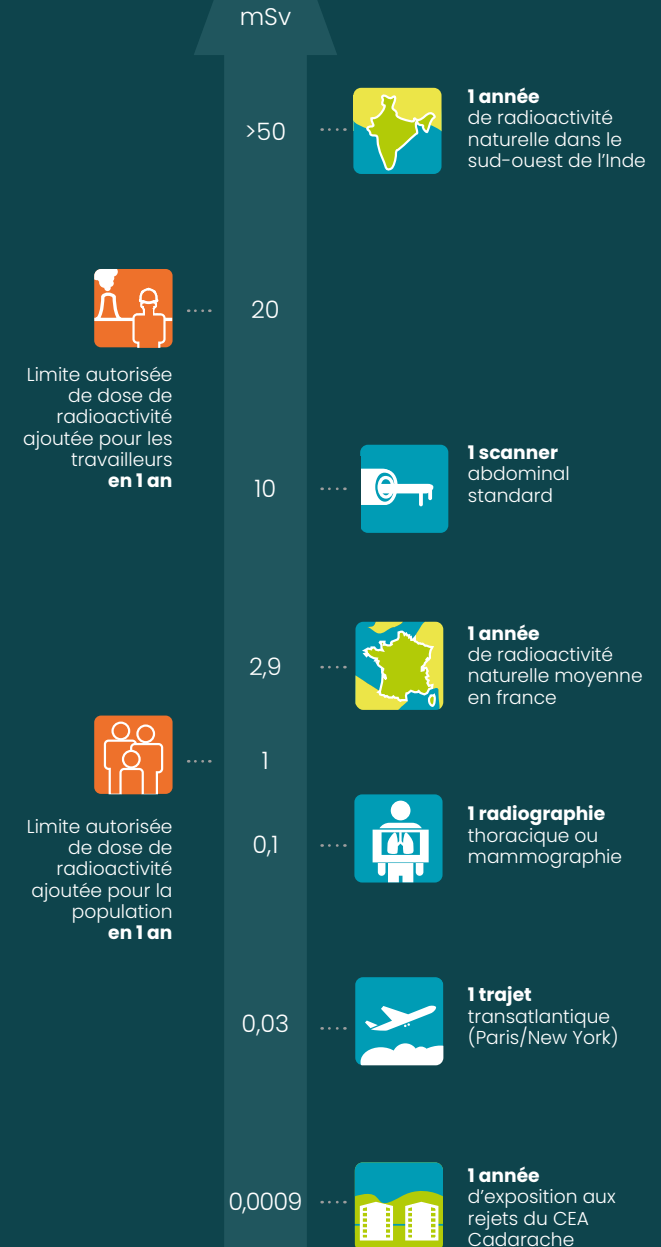 mSv
>50
1 année
de radioactivité
naturelle dans le
sud-ouest de l'Inde
20
Limite autorisée
de dose de
radioactivité
ajoutée pour les
travailleurs
en 1 an
10
1 scanner
abdominal
standard
2,9
1 année
de radioactivité
naturelle moyenne
en france
1
Limite autorisée
de dose de
radioactivité
ajoutée pour la
population
en 1 an
0,1
1 radiographie
thoracique ou
mammographie
0,03
1 trajet
transatlantique
(Paris/New York)
0,0009
1 année
d'exposition aux
rejets du CEA
Cadarache